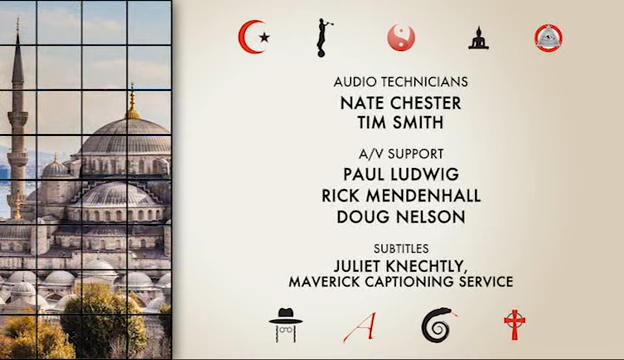 AUDIO TECHNICIANS
NATE CHESTER
TIM SMITH
A/V SUPPORT
PAUL LUDWIG
RICK MENDENHALL
DOUG NELSON
SUBTITLES
JULIET KNECHTLY,
MAVERICK CAPTIONING SERVICE
A